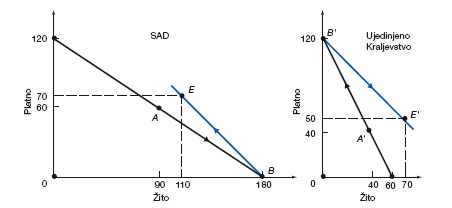 SAD
120
70
60
Platno
E
A
B
0
90 110
180
Žito
Ujedinjeno
Kraljevstvo
120
B'
50
40
Platno
E'
A'
0
40 60 70
Žito